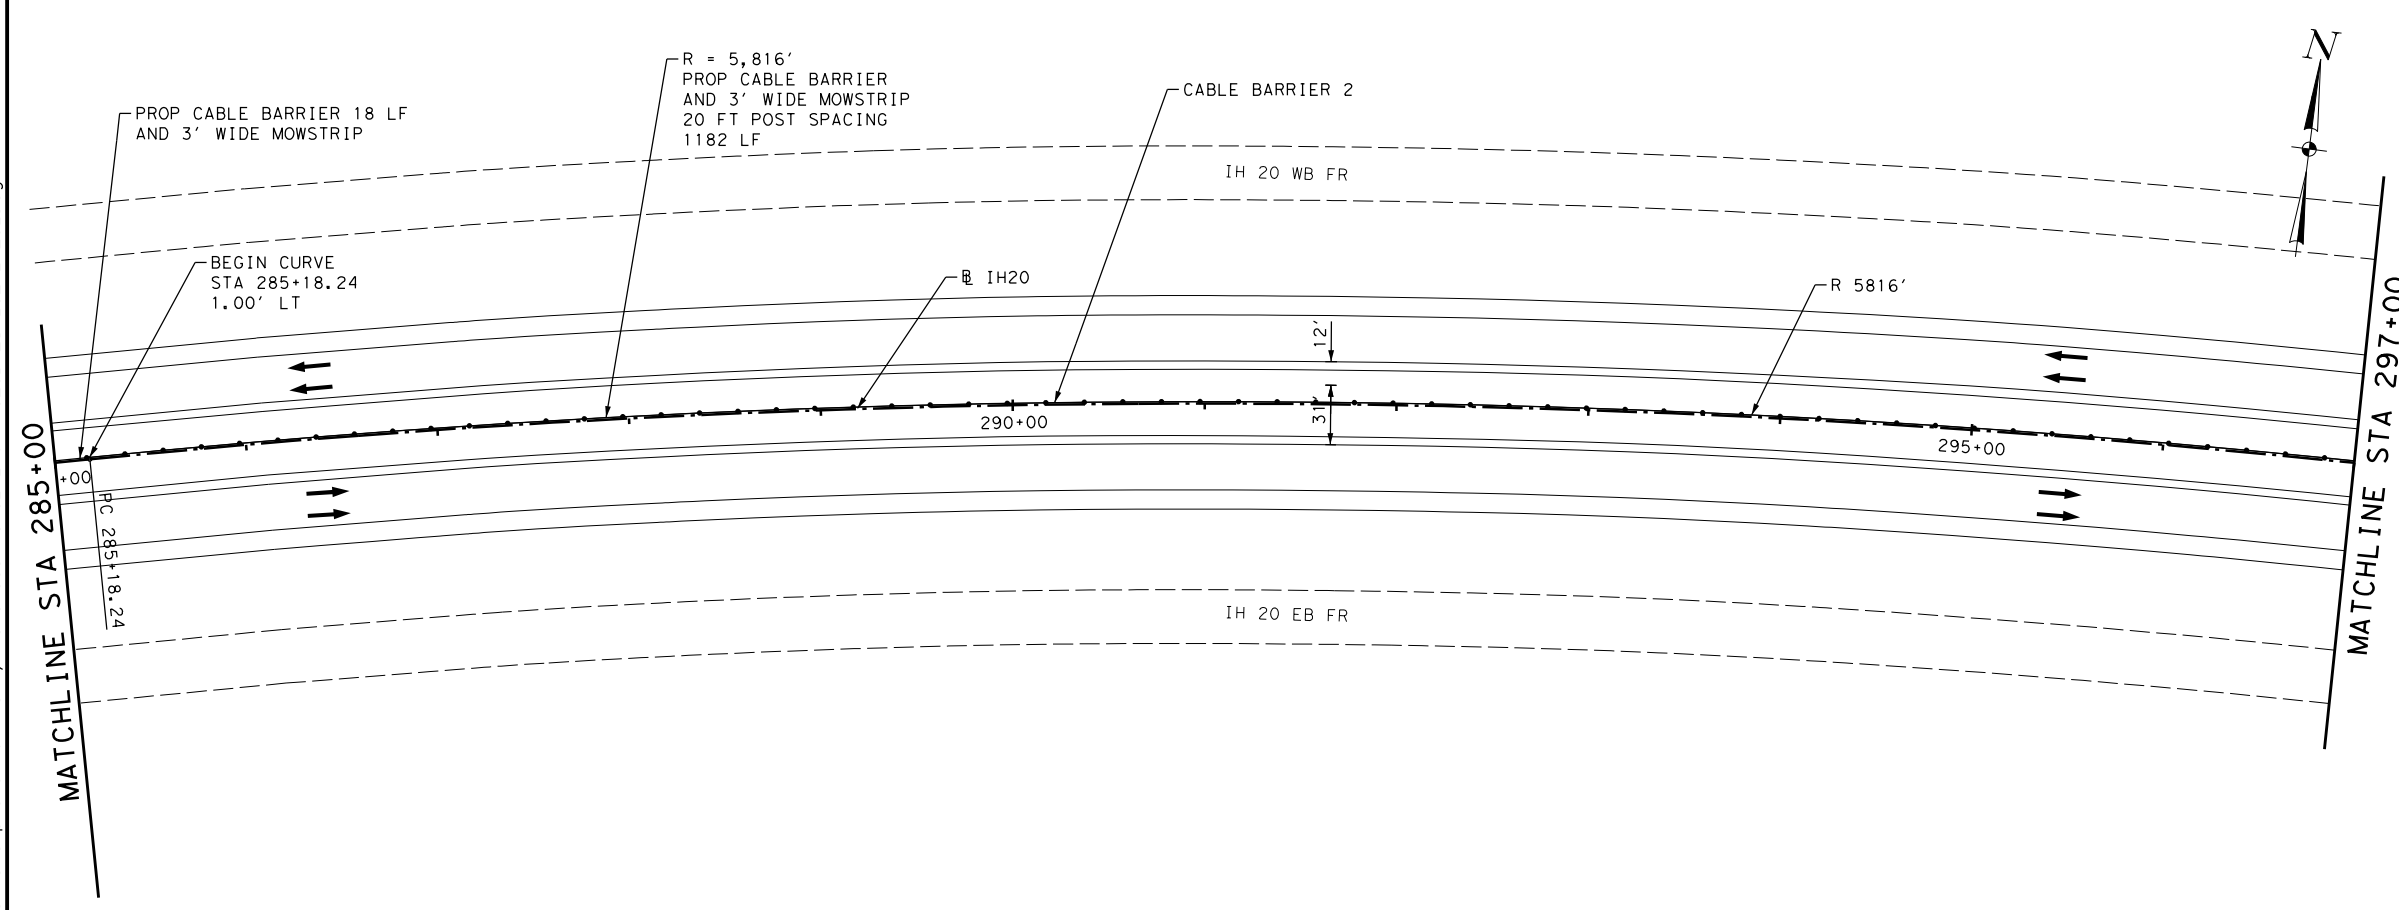 N
R = 5,816'
PROP CABLE BARRIER
AND 3' WIDE MOWSTRIP
20 FT POST SPACING
1182 LF
CABLE BARRIER 2
PROP CABLE BARRIER 18 LF
AND 3' WIDE MOWSTRIP
IH 20 WB FR
BEGIN CURVE
STA 285+18.24
1.00' LT
BL IH20
R 5816'
12'
31'
290+00
295+00
+00
PC 285+18.24
MATCHLINE STA 285+00
MATCHLINE STA 297+00
IH 20 EB FR